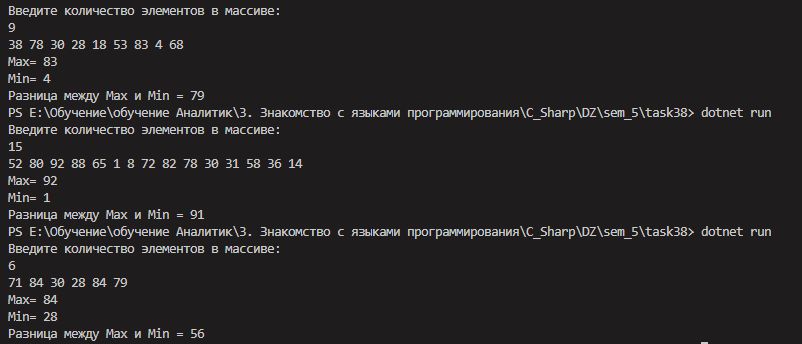 Введите количество элементов в массиве:
9
38 78 30 28 18 53 83 4 68
Max= 83
Min= 4
Разница между Max и Min = 79
PS E:\Обучение\обучение Аналитик\3. Знакомство с языками программирования\C_Sharp\DZ\sem_5\task38> dotnet run
Введите количество элементов в массиве:
15
52 80 92 88 65 1 8 72 82 78 30 31 58 36 14
Max= 92
Min= 1
Разница между Max и Min = 91
PS E:\Обучение\обучение Аналитик\3. Знакомство с языками программирования\C_Sharp\DZ\sem_5\task38> dotnet run
Введите количество элементов в массиве:
6
71 84 30 28 84 79
Max= 84
Min= 28
Разница между Max и Min = 56